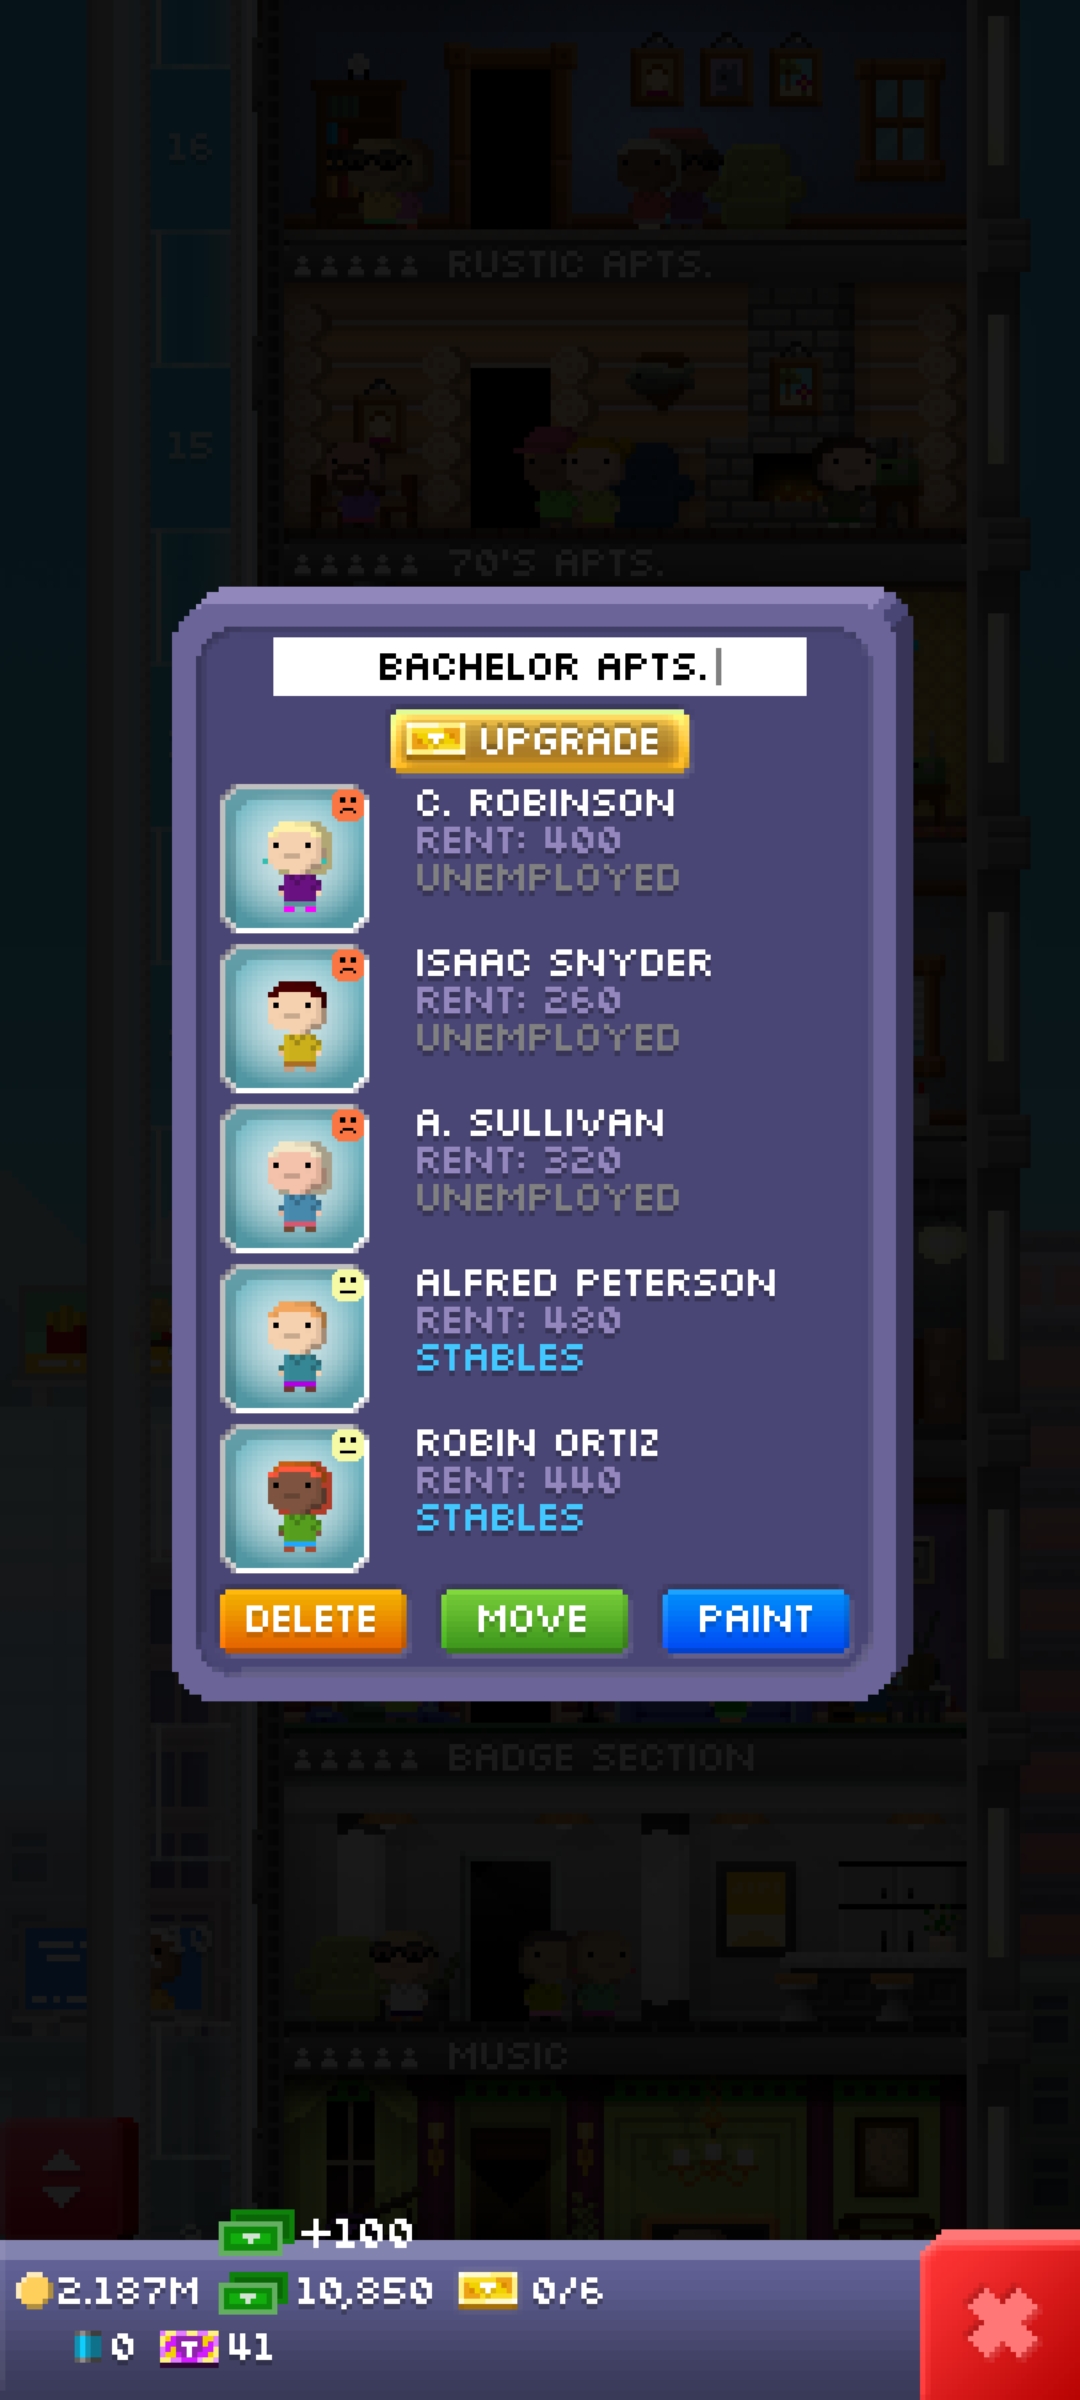 16
RUSTIC APTS.
15
70'S APTS.
BACHELOR APTS.
UPGRADE
C. ROBINSON
RENT: 400
UNEMPLOYED
ISAAC SNYDER
RENT: 260
UNEMPLOYED
A. SULLIVAN
RENT: 320
UNEMPLOYED
ALFRED PETERSON
RENT: 480
STABLES
ROBIN ORTIZ
RENT: 440
STABLES
DELETE
MOVE
PAINT
BADGE SECTION
MUSIC
+100
2.187M
10,850
0/6
0
41